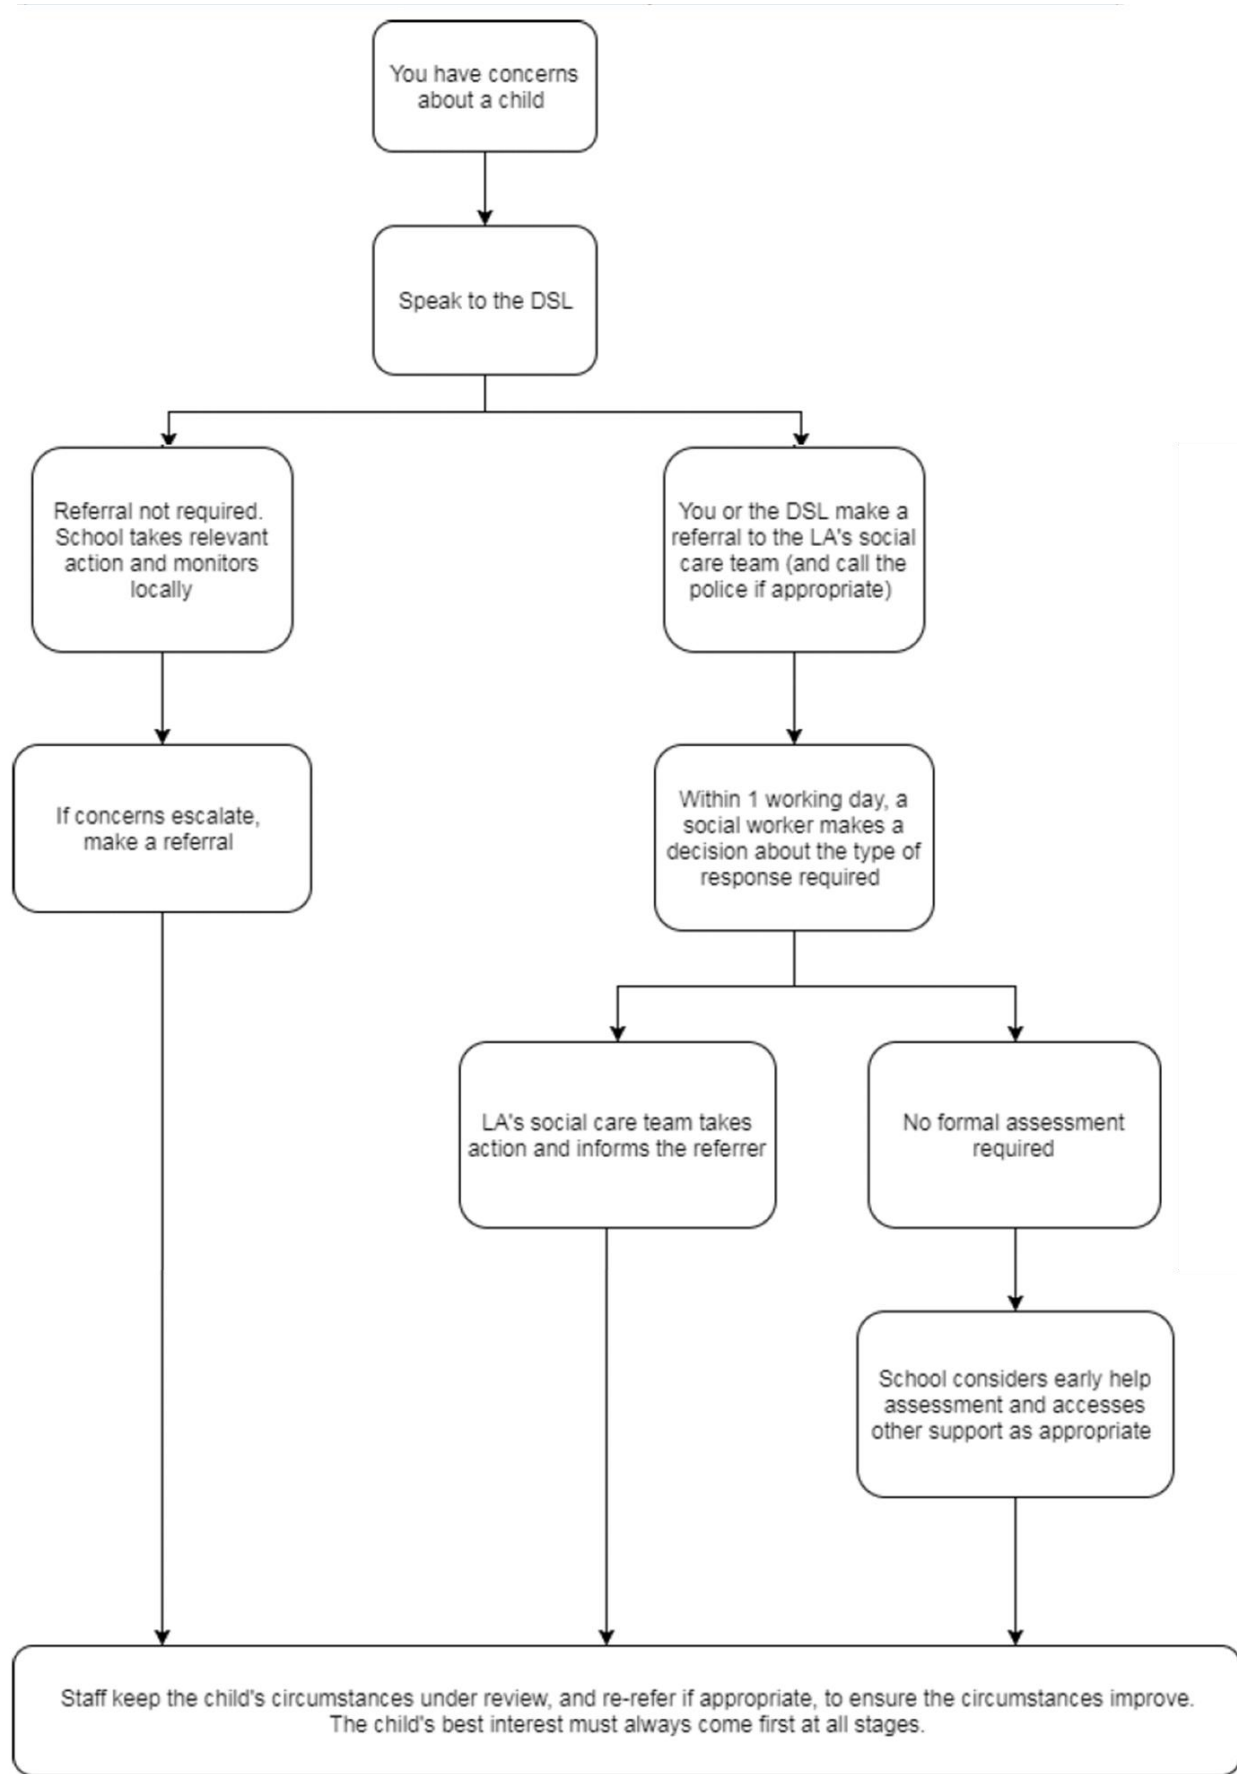 You have concerns
about a child
Speak to the DSL
Referral not required.
School takes relevant
action and monitors
locally
You or the DSL make a
referral to the LA's social
care team (and call the
police if appropriate)
If concerns escalate,
make a referral
Within 1 working day, a
social worker makes a
decision about the type of
response required
LA's social care team takes
action and informs the referrer
No formal assessment
required
School considers early help
assessment and accesses
other support as appropriate
Staff keep the child's circumstances under review, and re-refer if appropriate, to ensure the circumstances improve.
The child's best interest must always come first at all stages.